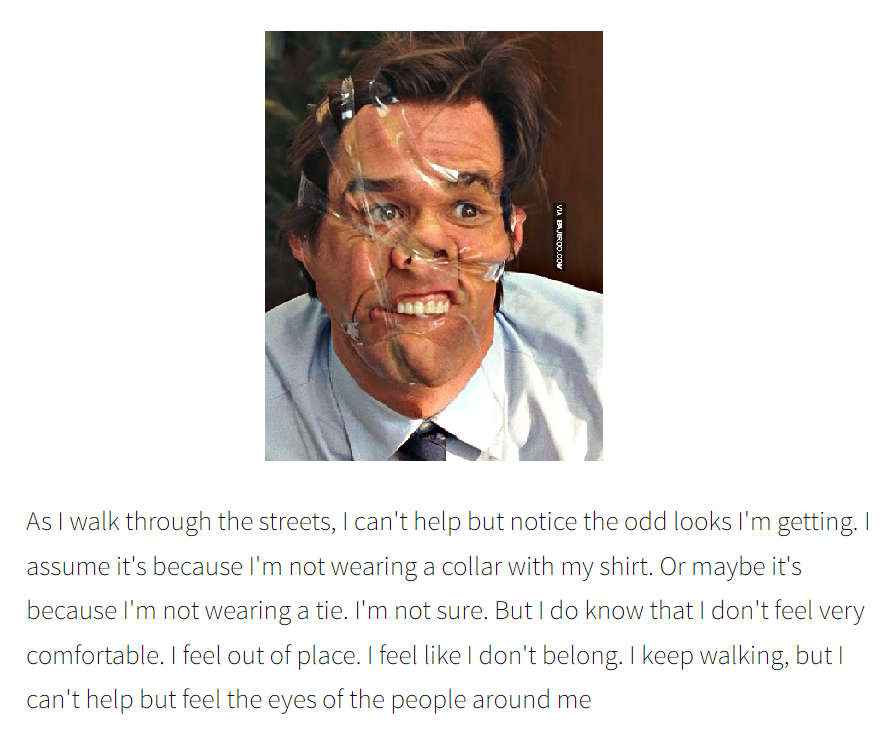 VIA BAJIROO.COM
As I walk through the streets, I can't help but notice the odd looks I'm getting. I
assume it's because I'm not wearing a collar with my shirt. Or maybe it's
because I'm not wearing a tie. I'm not sure. But I do know that I don't feel very
comfortable. I feel out of place. I feel like I don't belong. I keep walking, but I
can't help but feel the eyes of the people around me